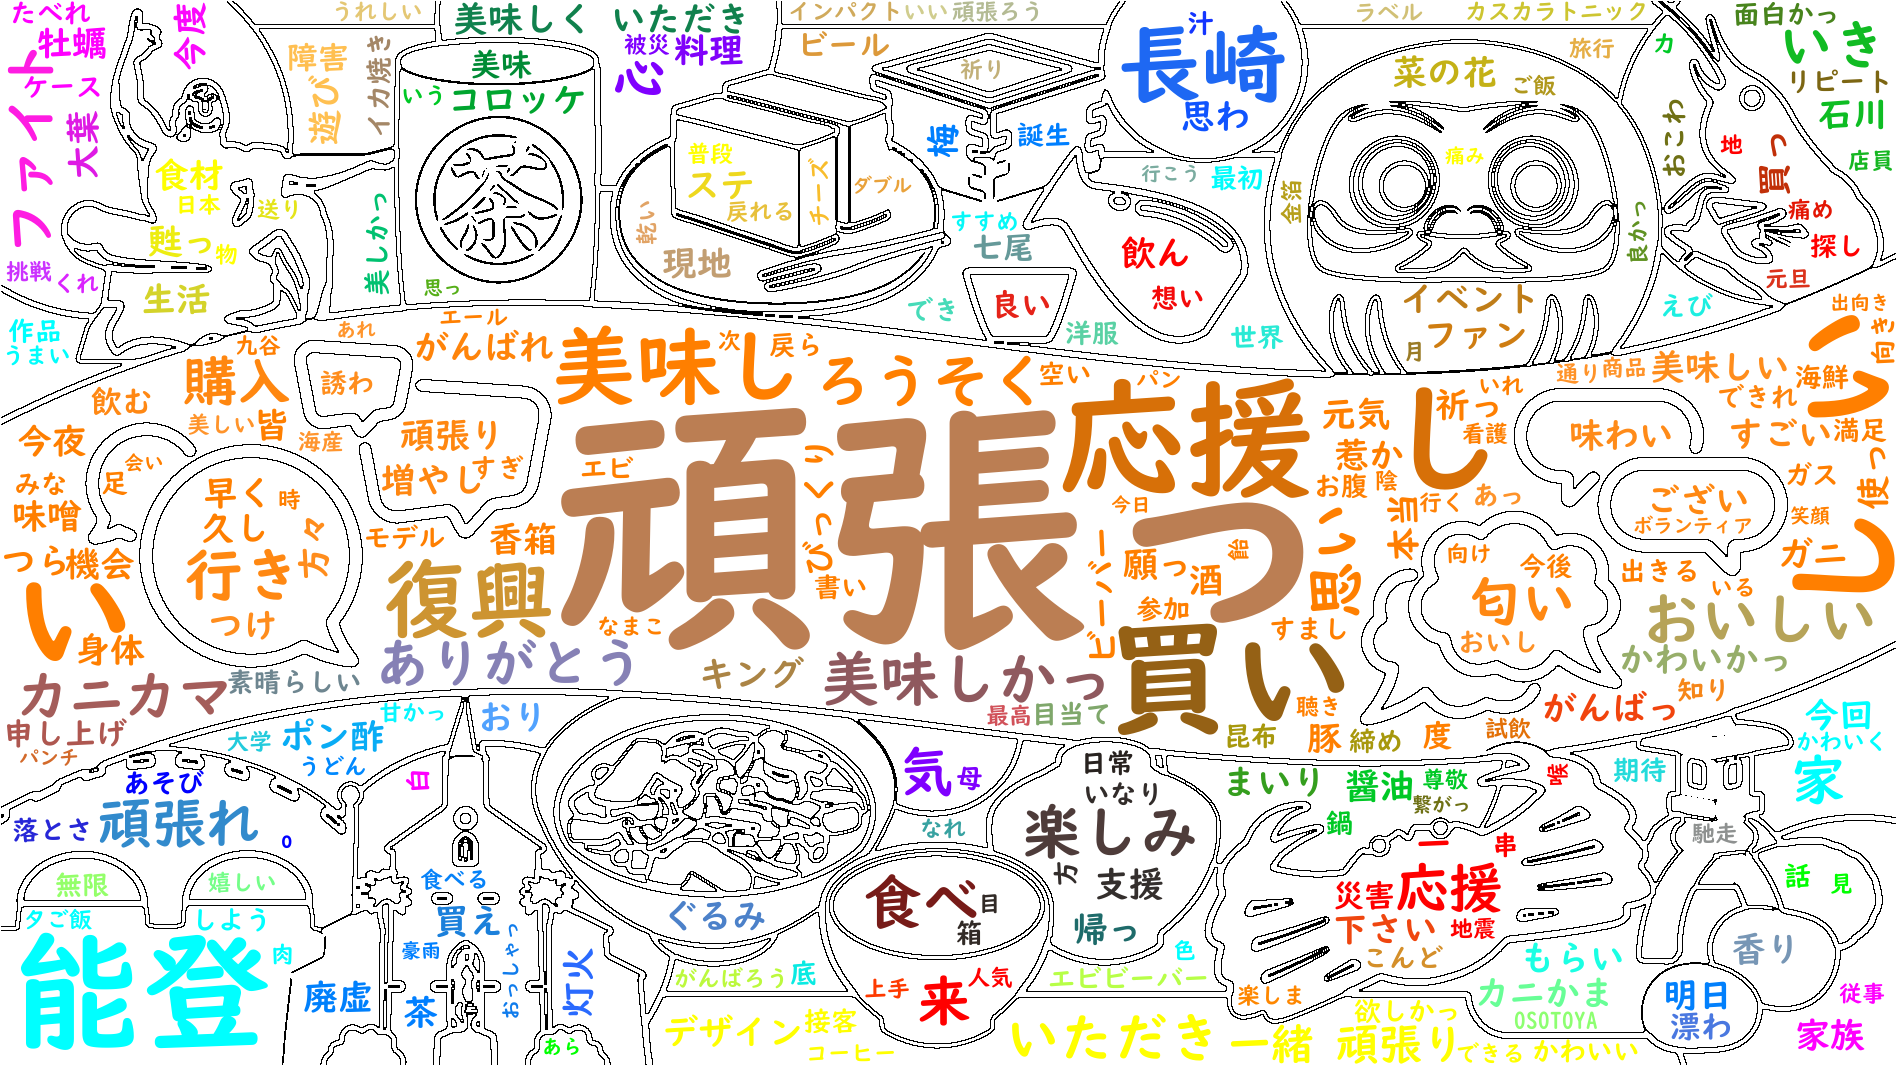 たべれ
牡蠣
今度
ケース
ファイト
大葉
うれしい
障害
遊び
イカ焼き
美味しく
いただき
美味
いう
コロッケ
被災
料理
心
インパクト
いい
頑張ろう
ビール
祈り
長崎
汁
思わ
ラベル
カスカラトニック
旅行
菜の花
ご飯
面白かっ
カ
いき
リピート
石川
おこわ
地
買っ
店員
食材
日本
送り
甦っ
物
生活
挑戦
くれ
作品
うまい
茶
美しかっ
思っ
普段
ステ
戻れる
チーズ
ダブル
乾い
現地
梅
誕生
行こう
最初
すすめ
七尾
飲ん
想い
でき
良い
洋服
世界
金箔
痛み
良かっ
イベント
ファン
月
痛め
探し
元旦
えび
出向き
向き
九谷
あれ
エール
がんばれ
美味し
次
戻ら
ろうそく
空い
パン
応援
し
元気
祈っ
いれ
看護
惹か
お腹
陰
行く
あっ
通り
商品
美味しい
できれ
海鮮
い
すごい
満足
味わい
ガス
使っ
笑顔
ござい
ボランティア
ガニ
し
飲む
購入
美しい
皆
誘わ
海産
今夜
会い
足
みな
味噌
つら
機会
い
身体
早く
時
久し
方々
行き
つけ
頑張り
増やし
すぎ
モデル
香箱
復興
エビ
びっくり
書い
なまこ
頑張っ
今日
ビーバー
願っ
酒
飴
参加
思い
すまし
本当
向け
今後
匂い
おいし
出きる
いる
おいしい
かわいかっ
知り
がんばっ
カニカマ
素晴らしい
ありがとう
キング
美味しかっ
買い
最高
目当て
聴き
昆布
豚
締め
度
試飲
申し上げ
パンチ
大学
ポン酢
うどん
甘かっ
おり
白
あそび
頑張れ
落とさ
0
無限
嬉しい
夕ご飯
しよう
能登
肉
食べる
買え
豪雨
おっしゃっ
廃虚
茶
灯火
あら
ぐるみ
がんばろう
底
デザイン
接客
コーヒー
気
母
なれ
食べ
目
箱
上手
来
人気
日常
いなり
楽しみ
方
支援
帰っ
色
エビビーバー
いただき
まいり
醤油
尊敬
繋がっ
喉
鍋
一
串
災害
応援
下さい
地震
こんど
楽しま
一緒
欲しかっ
頑張り
できる
かわいい
もらい
カニかま
OSOTOYA
期待
今回
かわいく
家
馳走
話
見
香り
明日
漂わ
従事
家族